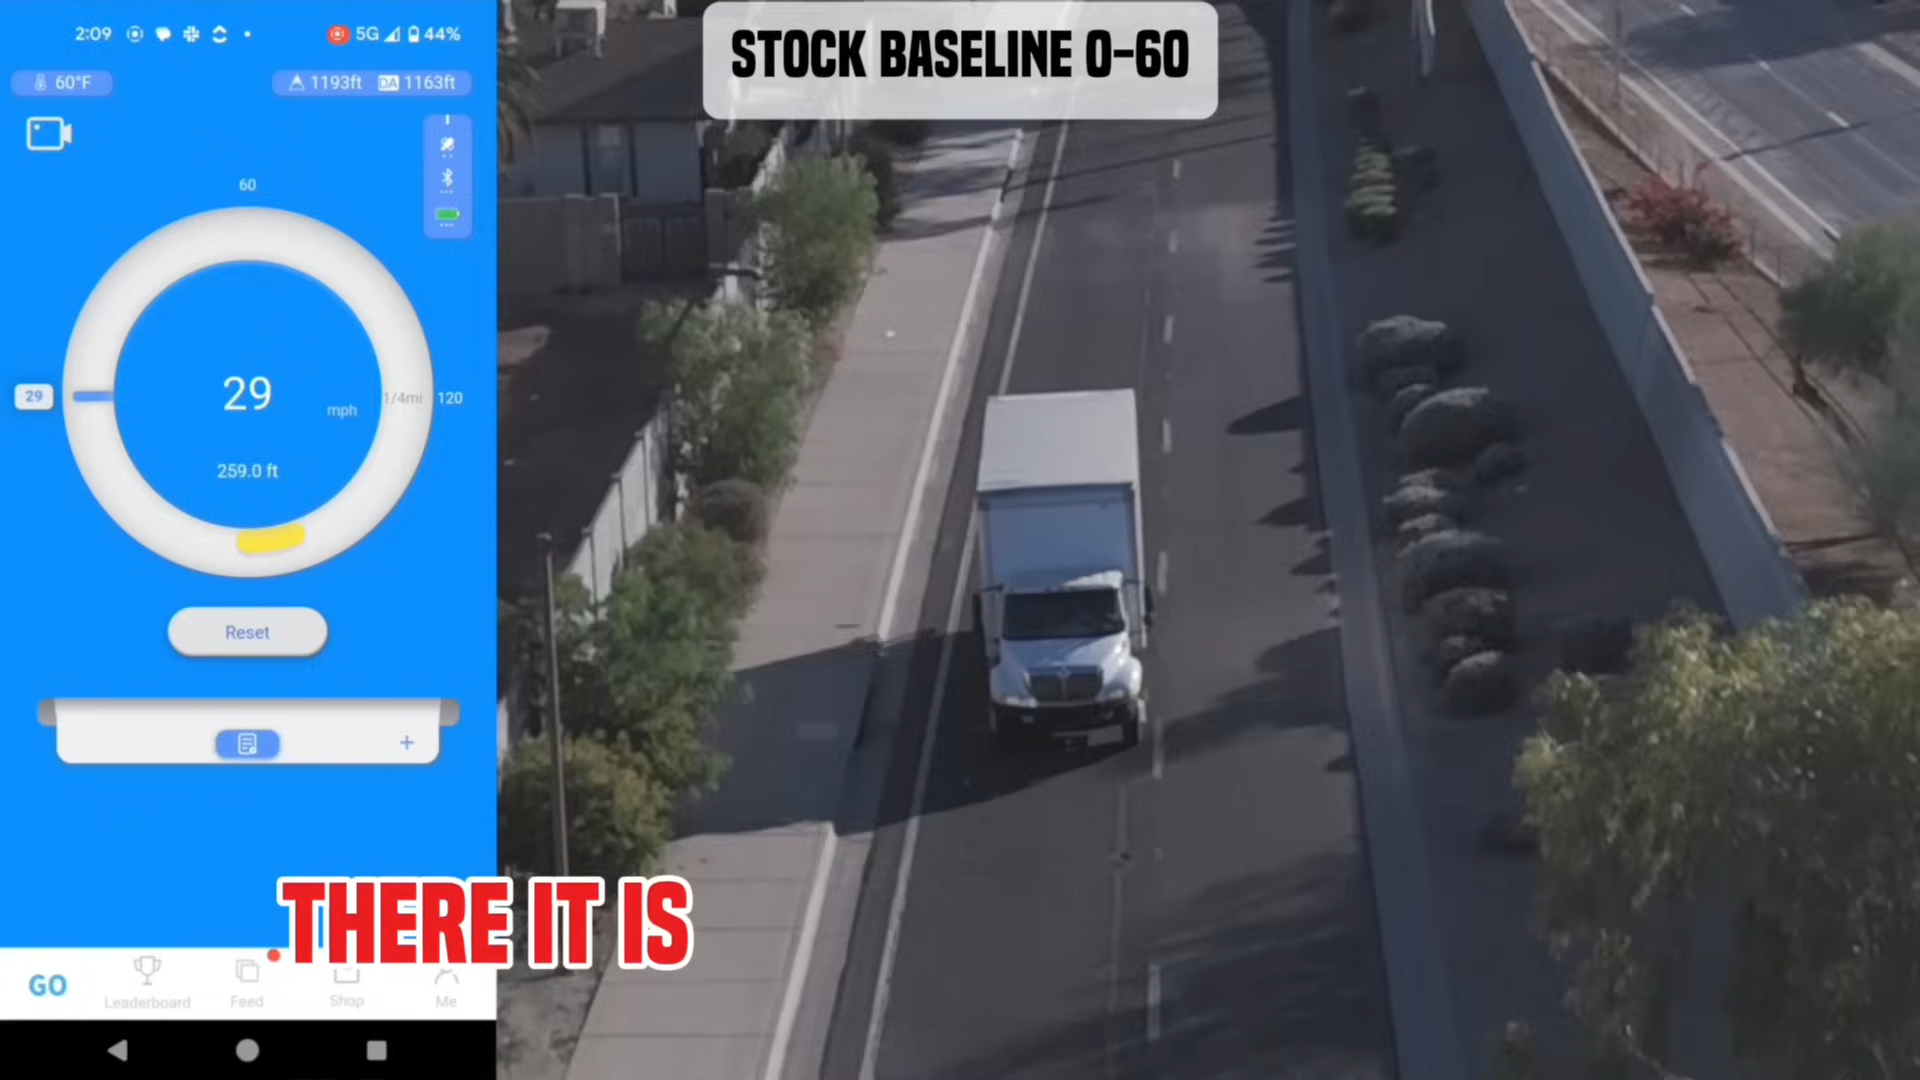 2:09
5G 44%
60°F
1193ft DA 1163ft
STOCK BASELINE 0-60
60
29
29
mph
1/4mi
120
259.0 ft
Reset
+
THERE IT IS
GO
Leaderboard
Feed
Shop
Me